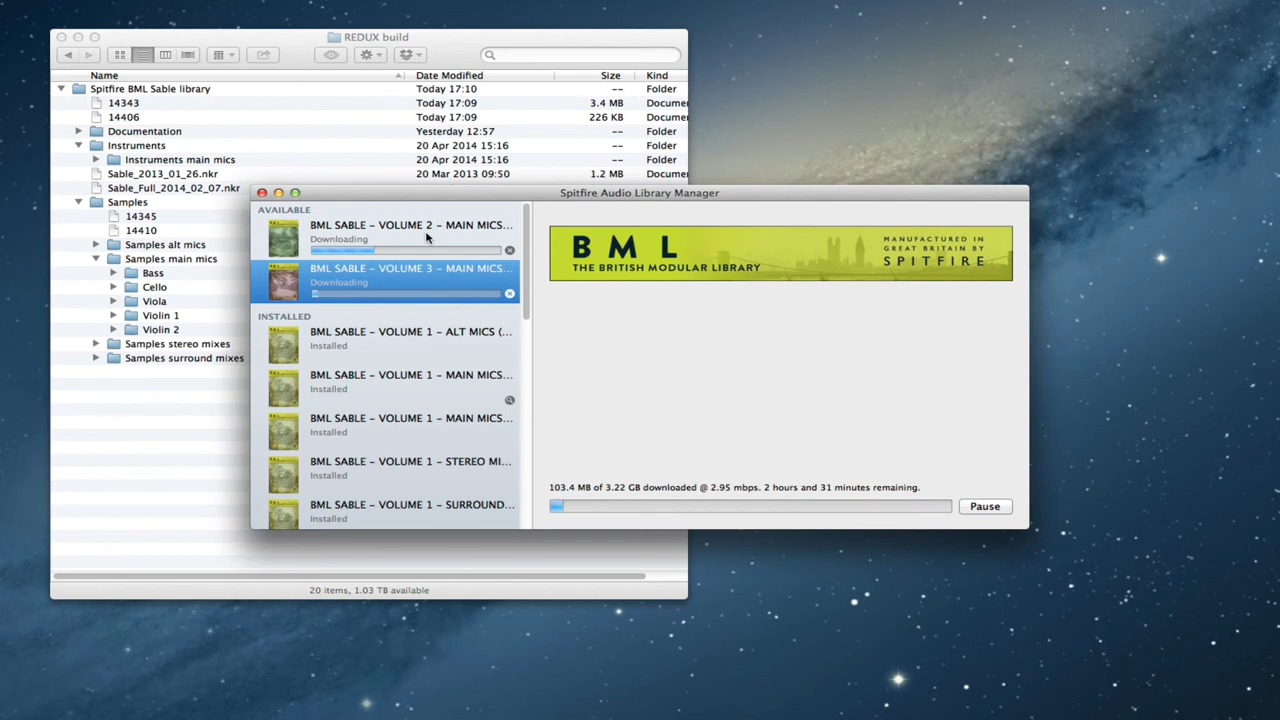 REDUX build
Name Date Modified Size Kind
Spitfire BML Sable library Today 17:10 -- Folder
14343 Today 17:09 3.4 MB Docume
14406 Today 17:09 226 KB Docume
Documentation Yesterday 12:57 -- Folder
Instruments 20 Apr 2014 15:16 -- Folder
Instruments main mics 20 Apr 2014 15:16 -- Folder
Sable_2013_01_26.nkr 20 Mar 2013 09:50 1.2 MB Docume
Sable_Full_2014_02_07.nkr
Samples
14345
14410
Samples alt mics
Samples main mics
Bass
Cello
Viola
Violin 1
Violin 2
Samples stereo mixes
Samples surround mixes
20 items, 1.03 TB available
Spitfire Audio Library Manager
AVAILABLE
BML SABLE – VOLUME 2 – MAIN MICS...
Downloading
BML SABLE – VOLUME 3 – MAIN MICS...
Downloading
INSTALLED
BML SABLE – VOLUME 1 – ALT MICS (...
Installed
BML SABLE – VOLUME 1 – MAIN MICS...
Installed
BML SABLE – VOLUME 1 – MAIN MICS...
Installed
BML SABLE – VOLUME 1 – STEREO MI...
Installed
BML SABLE – VOLUME 1 – SURROUND...
Installed
BML
THE BRITISH MODULAR LIBRARY
MANUFACTURED IN
GREAT BRITAIN BY
SPITFIRE
103.4 MB of 3.22 GB downloaded @ 2.95 mbps. 2 hours and 31 minutes remaining.
Pause